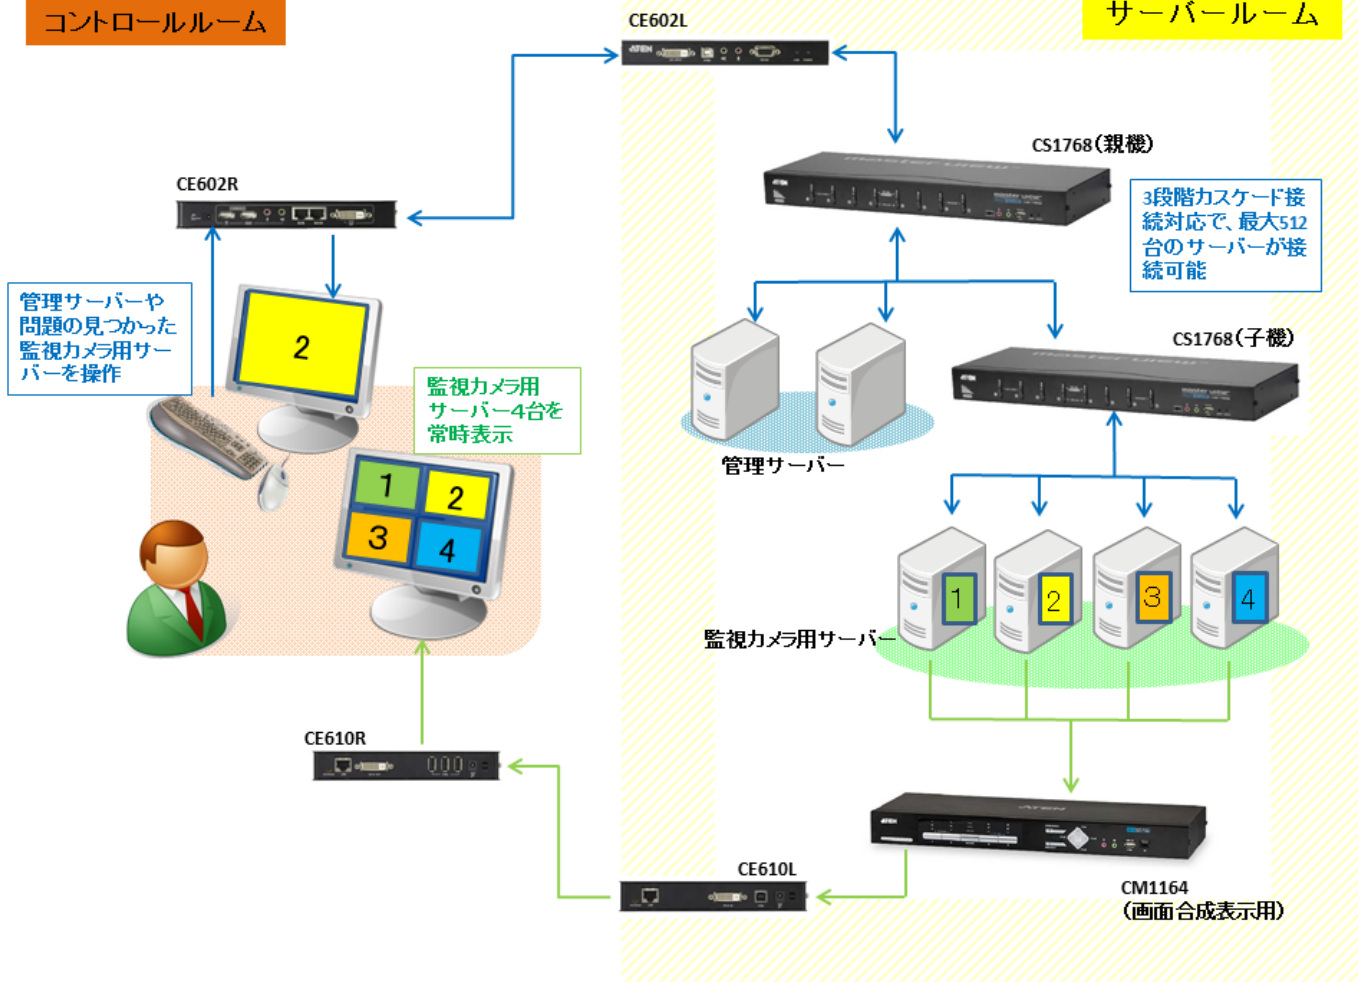 コントロールルーム
サーバールーム
CE602L
ATEN
CS1768(親機)
ATEN
3段階カスケード接
続対応で、最大512
台のサーバーが接
続可能
CE602R
管理サーバーや
問題の見つかった
監視カメラ用サー
バーを操作
2
監視カメラ用
サーバー4台を
常時表示
CS1768(子機)
ATEN
管理サーバー
1
2
3
4
1
2
3
4
監視カメラ用サーバー
CE610R
ATEN
ATEN
CE610L
CM1164
(画面合成表示用)